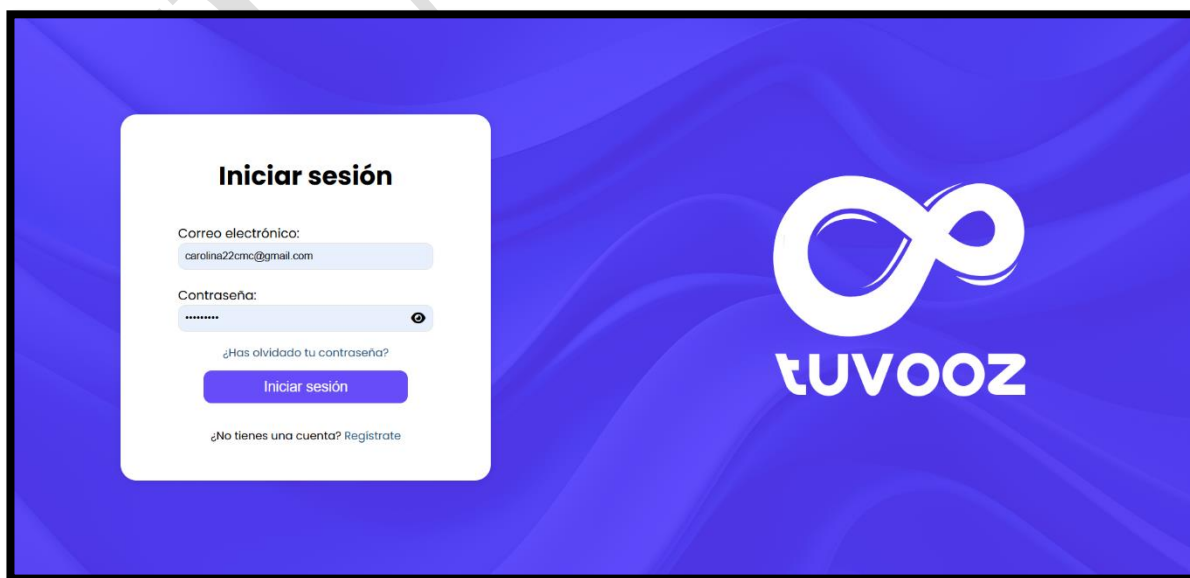 Iniciar sesión
Correo electrónico:
carolina22cmc@gmail.com
Contraseña:
•••••••••
¿Has olvidado tu contraseña?
Iniciar sesión
¿No tienes una cuenta? Regístrate
tuvooz